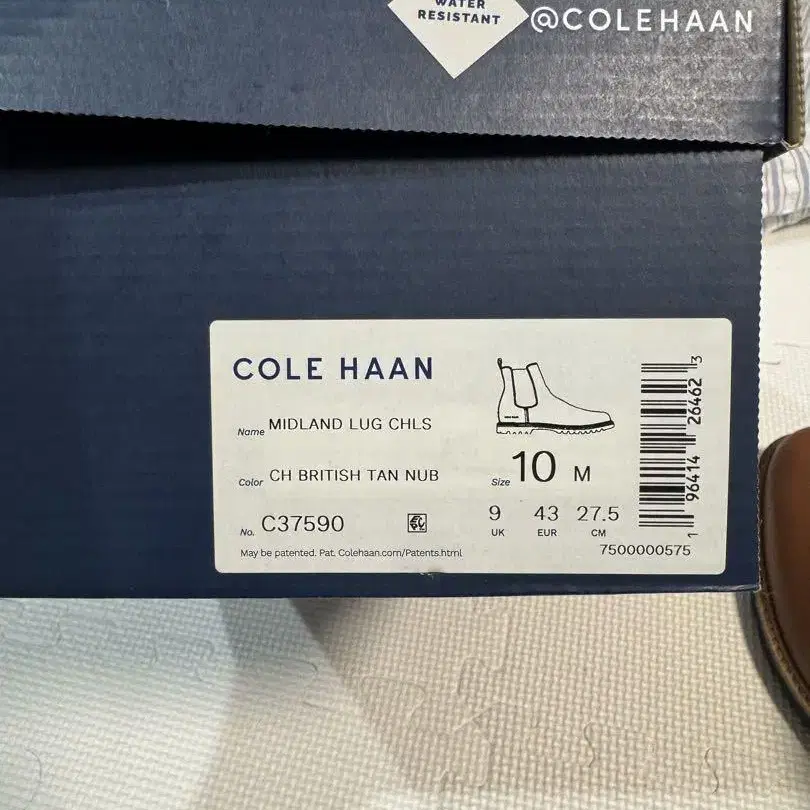 WATER
RESISTANT
@COLEHAAN
COLE HAAN
Name MIDLAND LUG CHLS
Color CH BRITISH TAN NUB
Size 10 M
No. C37590
9 43 27.5
UK EUR CM
May be patented. Pat. Colehaan.com/Patents.html
7500000575
1 96414 26462 3